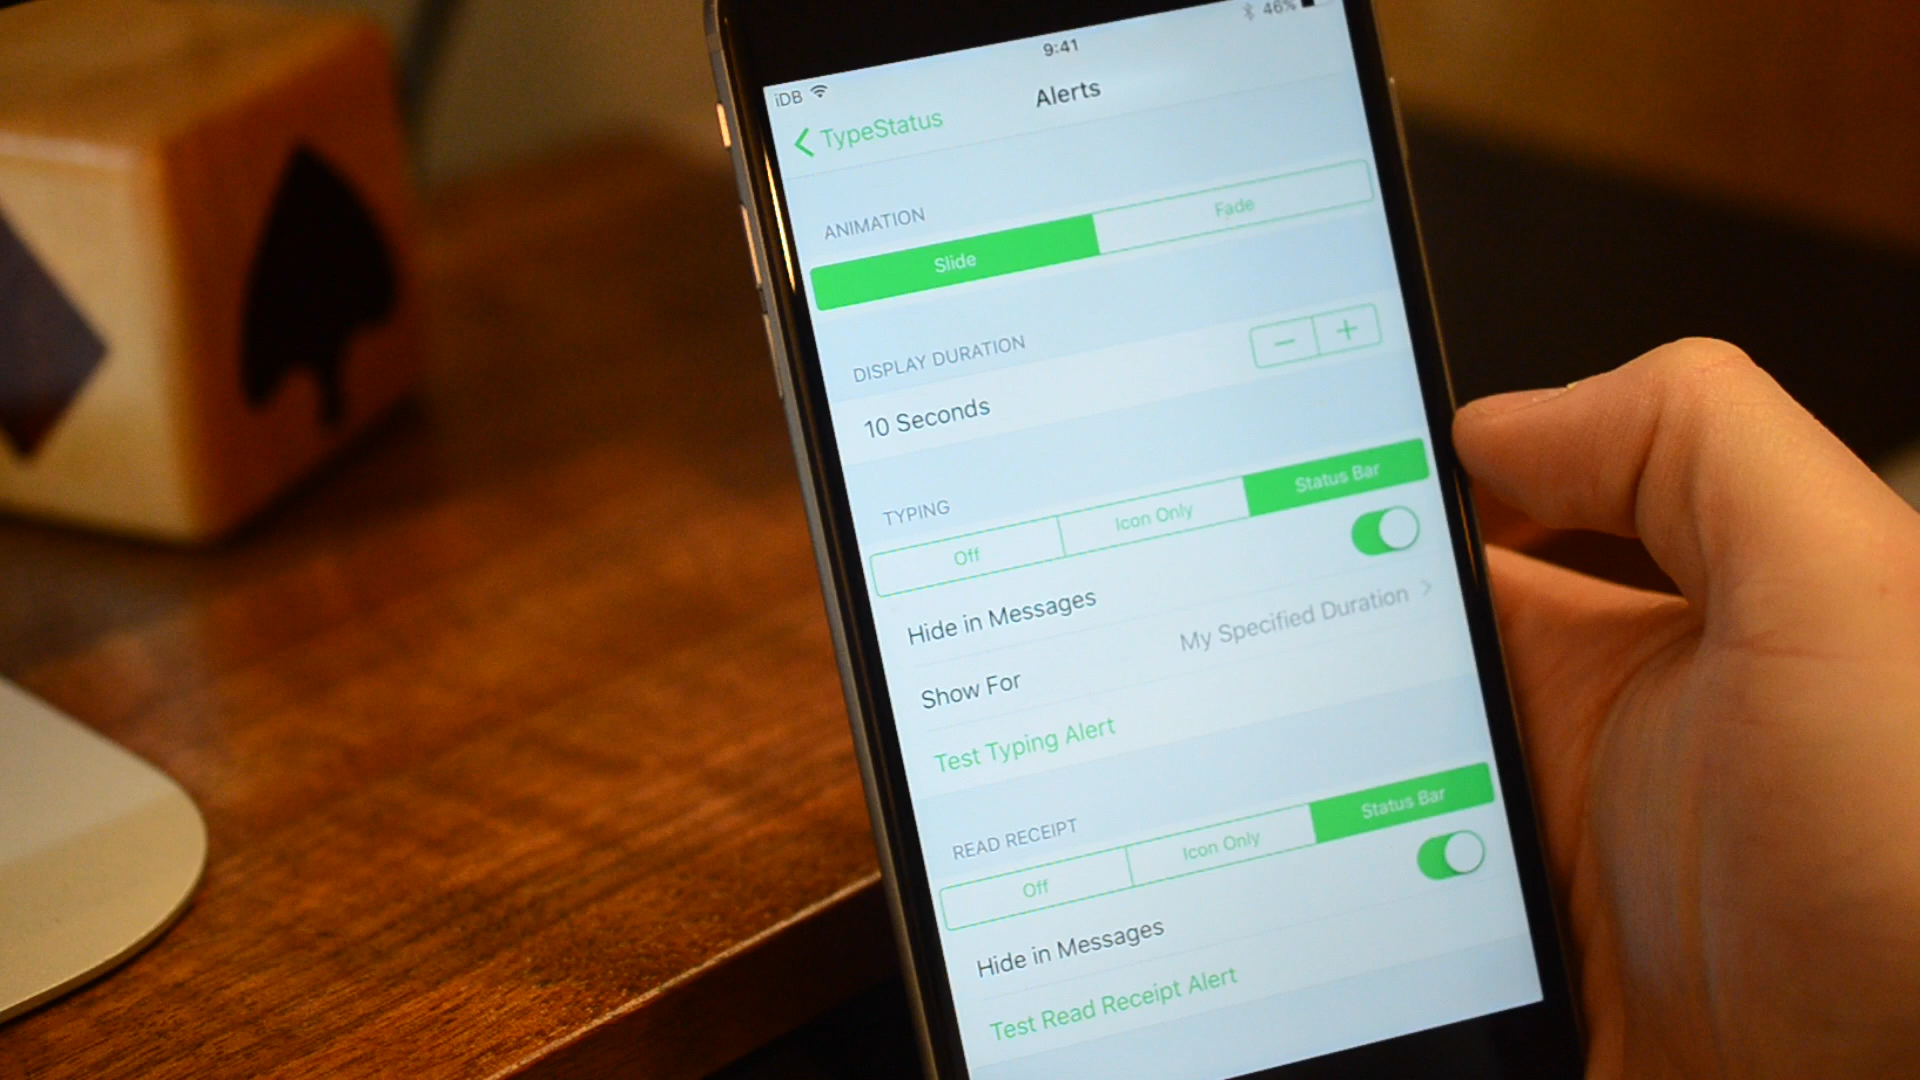 iDB 9:41 46%
TypeStatus Alerts
ANIMATION
Slide Fade
DISPLAY DURATION
10 Seconds − +
TYPING
Off Icon Only Status Bar
Hide in Messages
Show For My Specified Duration
Test Typing Alert
READ RECEIPT
Off Icon Only Status Bar
Hide in Messages
Test Read Receipt Alert